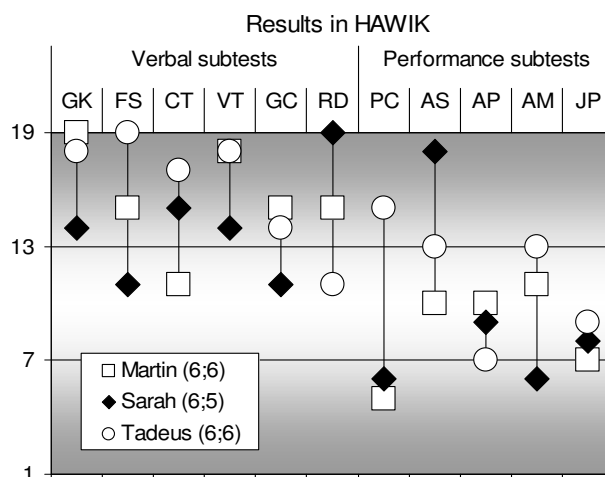 Results in HAWIK
Verbal subtests Performance subtests
GK FS CT VT GC RD PC AS AP AM JP
19
13
7
1
Martin (6;6)
Sarah (6;5)
Tadeus (6;6)